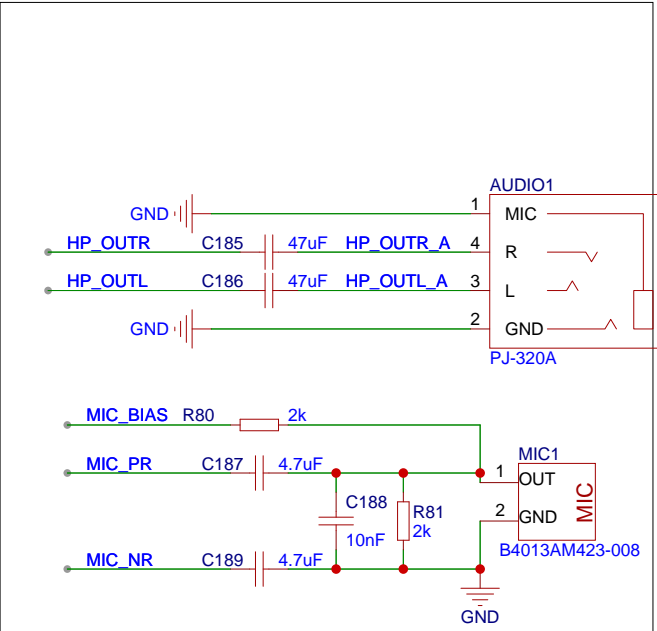 AUDIO1
GND 1 MIC
HP_OUTR C185 47uF HP_OUTR_A 4 R
HP_OUTL C186 47uF HP_OUTL_A 3 L
GND 2 GND
PJ-320A
MIC_BIAS R80 2k
MIC_PR C187 4.7uF
MIC1
1 OUT
C188
10nF
R81
2k
2 GND
MIC
B4013AM423-008
MIC_NR C189 4.7uF
GND